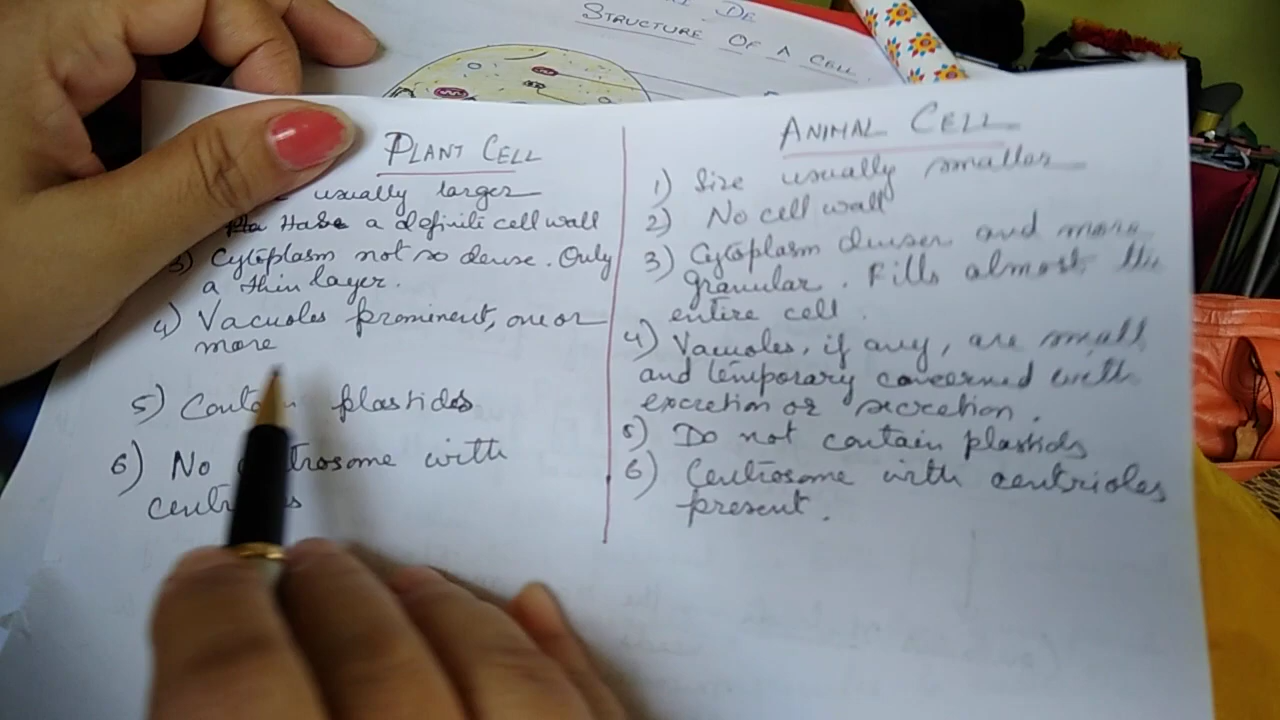 DE
STRUCTURE OF A CELL
PLANT CELL
usually larger
Have a definite cell wall
3) Cytoplasm not so dense. Only
a thin layer.
4) Vacuoles prominent, one or
more
5) Contain plastids
6) No centrosome with
centrioles
ANIMAL CELL
1) Size usually smaller
2) No cell wall
3) Cytoplasm denser and more
granular. Fills almost the
entire cell.
4) Vacuoles, if any, are small
and temporary concerned with
excretion or secretion.
5) Do not contain plastids
6) Centrosome with centrioles
present.